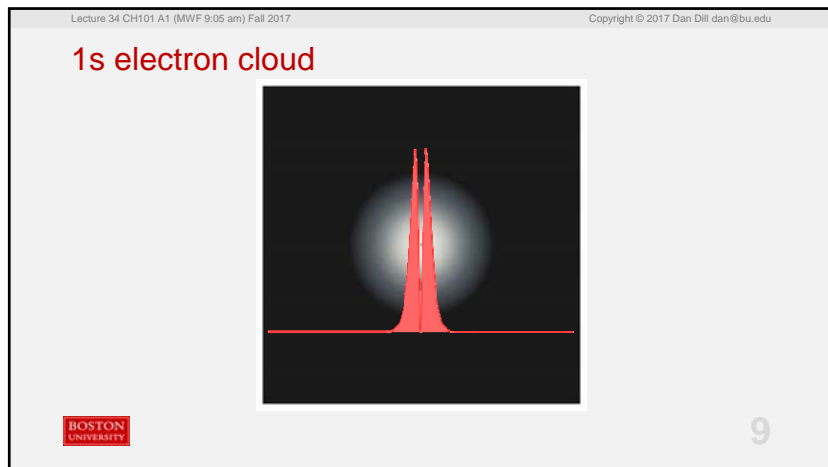 Lecture 34 CH101 A1 (MWF 9:05 am) Fall 2017
Copyright © 2017 Dan Dill dan@bu.edu
1s electron cloud
BOSTON
UNIVERSITY
9